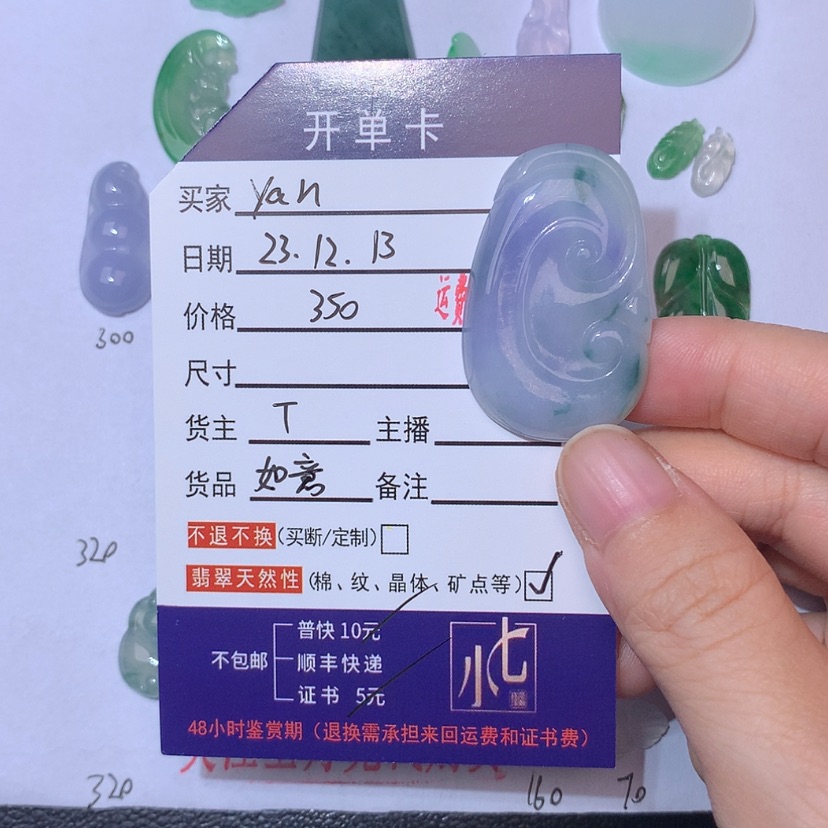 开单卡
买家 Yan
日期 23.12.13
价格 350 运费
尺寸
货主 T 主播
货品 如意 备注
不退不换(买断/定制)
翡翠天然性(棉、纹、晶体、矿点等)✓
不包邮
普快10元
顺丰快递
证书 5元
小七
48小时鉴赏期(退换需承担来回运费和证书费)
300
320
320
160
70